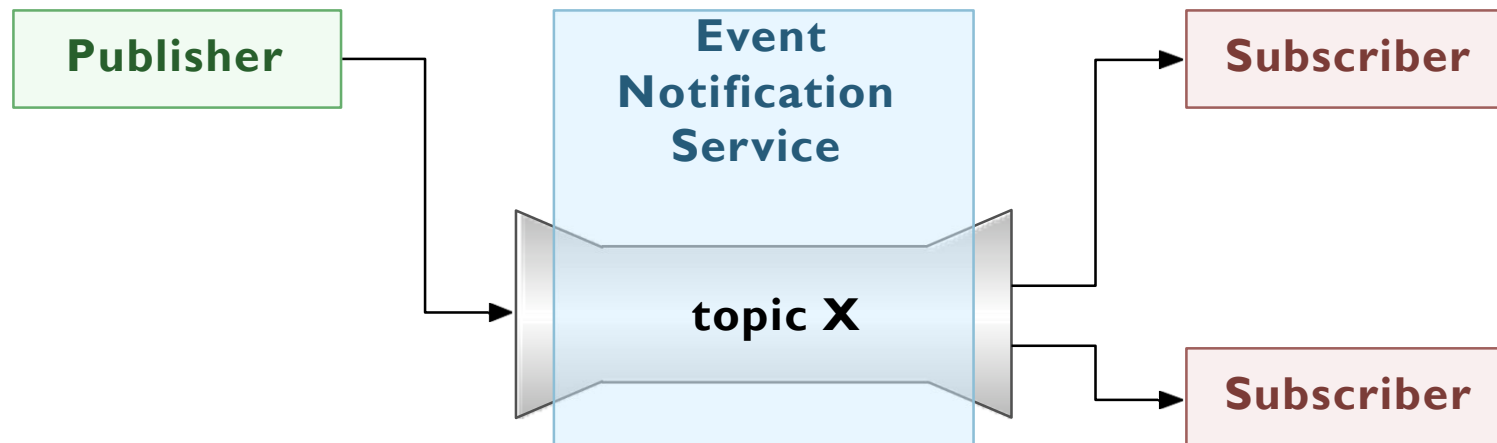 Publisher
Event
Notification
Service
Subscriber
topic X
Subscriber